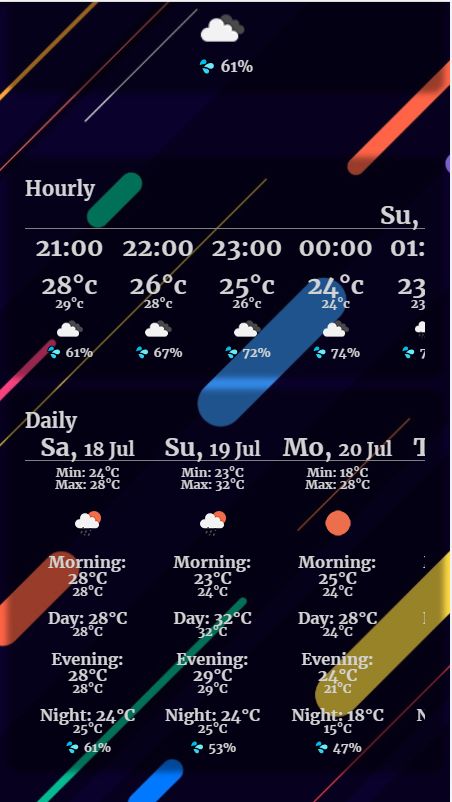 61%
Hourly
Su,
21:00 22:00 23:00 00:00 01:
28°c 26°c 25°c 24°c 23
29°c 28°c 26°c 24°c 23
61% 67% 72% 74% 7
Daily
Sa, 18 Jul Su, 19 Jul Mo, 20 Jul T
Min: 24°C Min: 23°C Min: 18°C
Max: 28°C Max: 32°C Max: 28°C
Morning: Morning: Morning:
28°C 23°C 25°C
28°C 24°C 24°C
Day: 28°C Day: 32°C Day: 28°C
28°C 32°C 24°C
Evening: Evening: Evening:
28°C 29°C 24°C
28°C 29°C 21°C
Night: 24°C Night: 24°C Night: 18°C N
25°C 25°C 15°C
61% 53% 47%